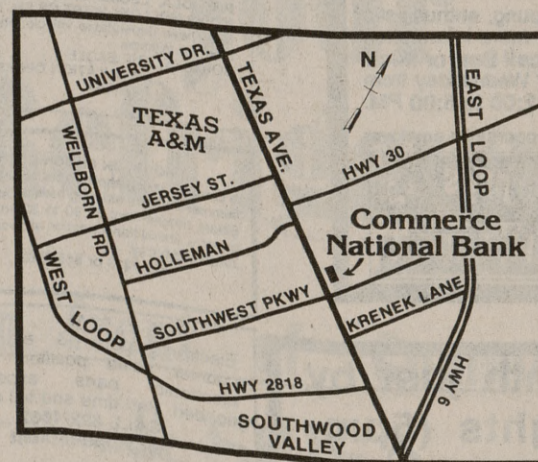 UNIVERSITY DR.
TEXAS AVE.
N
EAST LOOP
TEXAS
A&M
WELLBORN RD.
HWY 30
JERSEY ST.
Commerce
National Bank
HOLLEMAN
WEST LOOP
SOUTHWEST PKWY
KRENEK LANE
HWY 2818
HWY 6
SOUTHWOOD
VALLEY